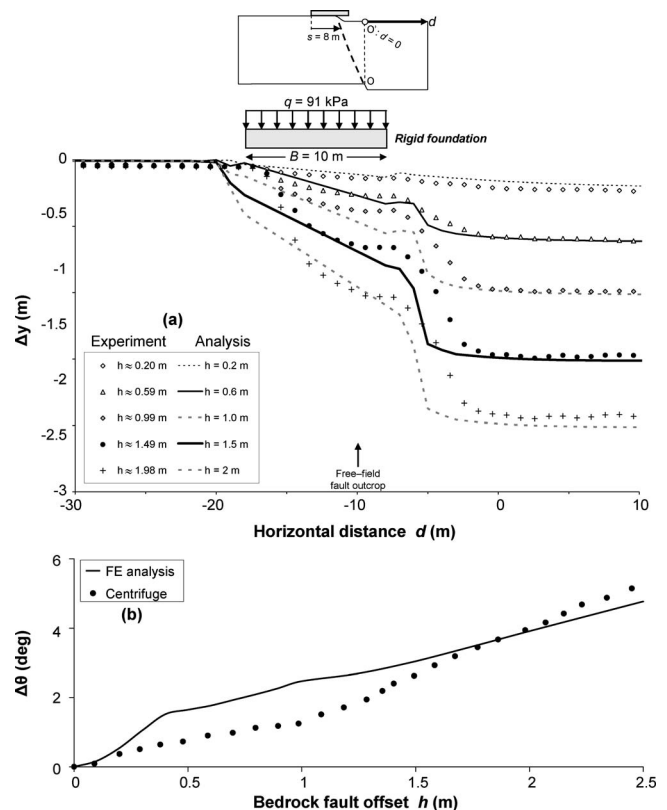 d
s = 8 m
O'
d=0
O
q = 91 kPa
Rigid foundation
B = 10 m
0
-0.5
-1
-1.5
-2
-2.5
-3
Δy (m)
(a)
Experiment Analysis
h ≈ 0.20 m h = 0.2 m
h ≈ 0.59 m h = 0.6 m
h ≈ 0.99 m h = 1.0 m
h ≈ 1.49 m h = 1.5 m
h ≈ 1.98 m h = 2 m
Free–field
fault outcrop
-30 -20 -10 0 10
Horizontal distance d (m)
6
4
2
0
Δθ (deg)
FE analysis
Centrifuge
(b)
0 0.5 1 1.5 2 2.5
Bedrock fault offset h (m)